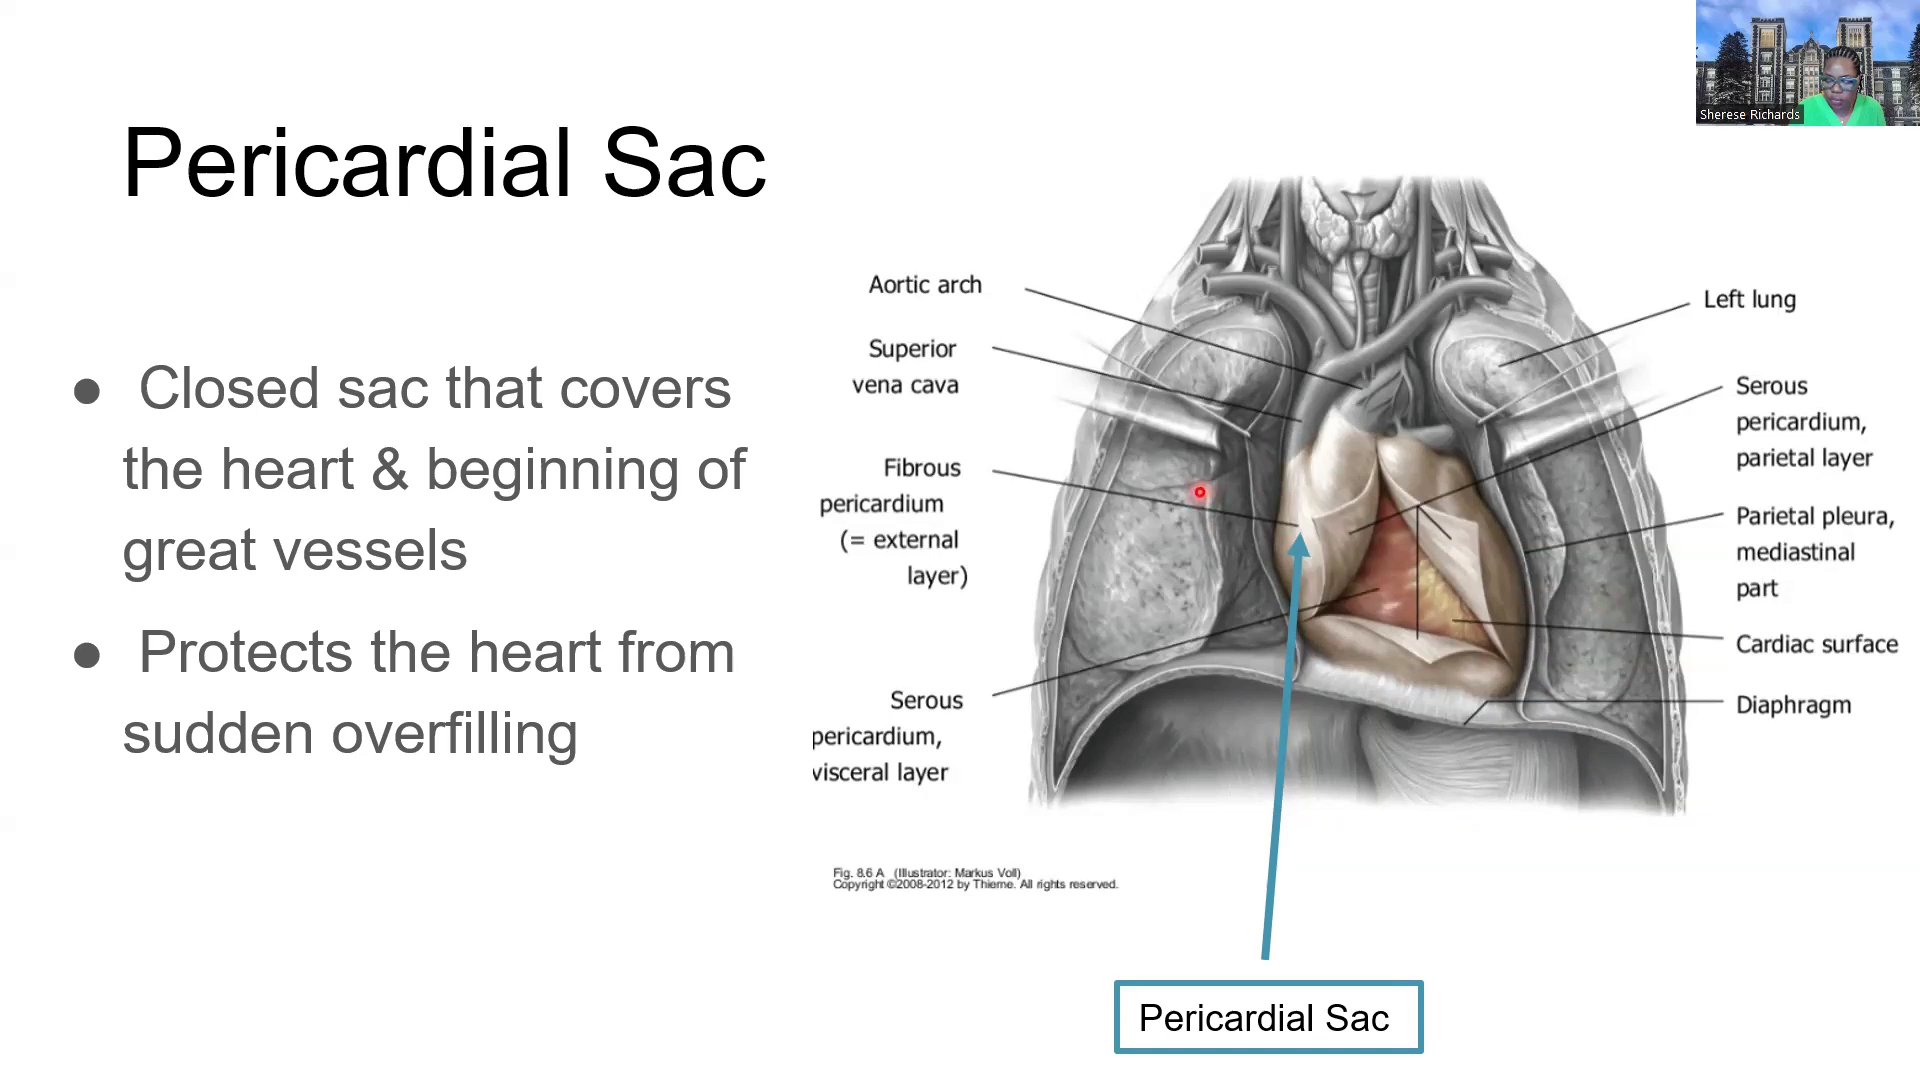 Sherese Richards
Pericardial Sac
● Closed sac that covers
the heart & beginning of
great vessels
● Protects the heart from
sudden overfilling
Aortic arch
Superior
vena cava
Fibrous
pericardium
(= external
layer)
Serous
pericardium,
visceral layer
Left lung
Serous
pericardium,
parietal layer
Parietal pleura,
mediastinal
part
Cardiac surface
Diaphragm
Fig. 8.6 A (Illustrator: Markus Voll)
Copyright ©2008-2012 by Thieme. All rights reserved.
Pericardial Sac